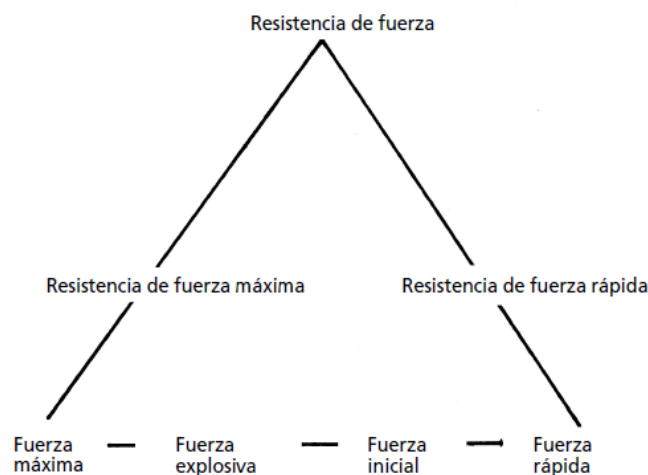 Resistencia de fuerza
Resistencia de fuerza máxima
Resistencia de fuerza rápida
Fuerza máxima
Fuerza explosiva
Fuerza inicial
Fuerza rápida